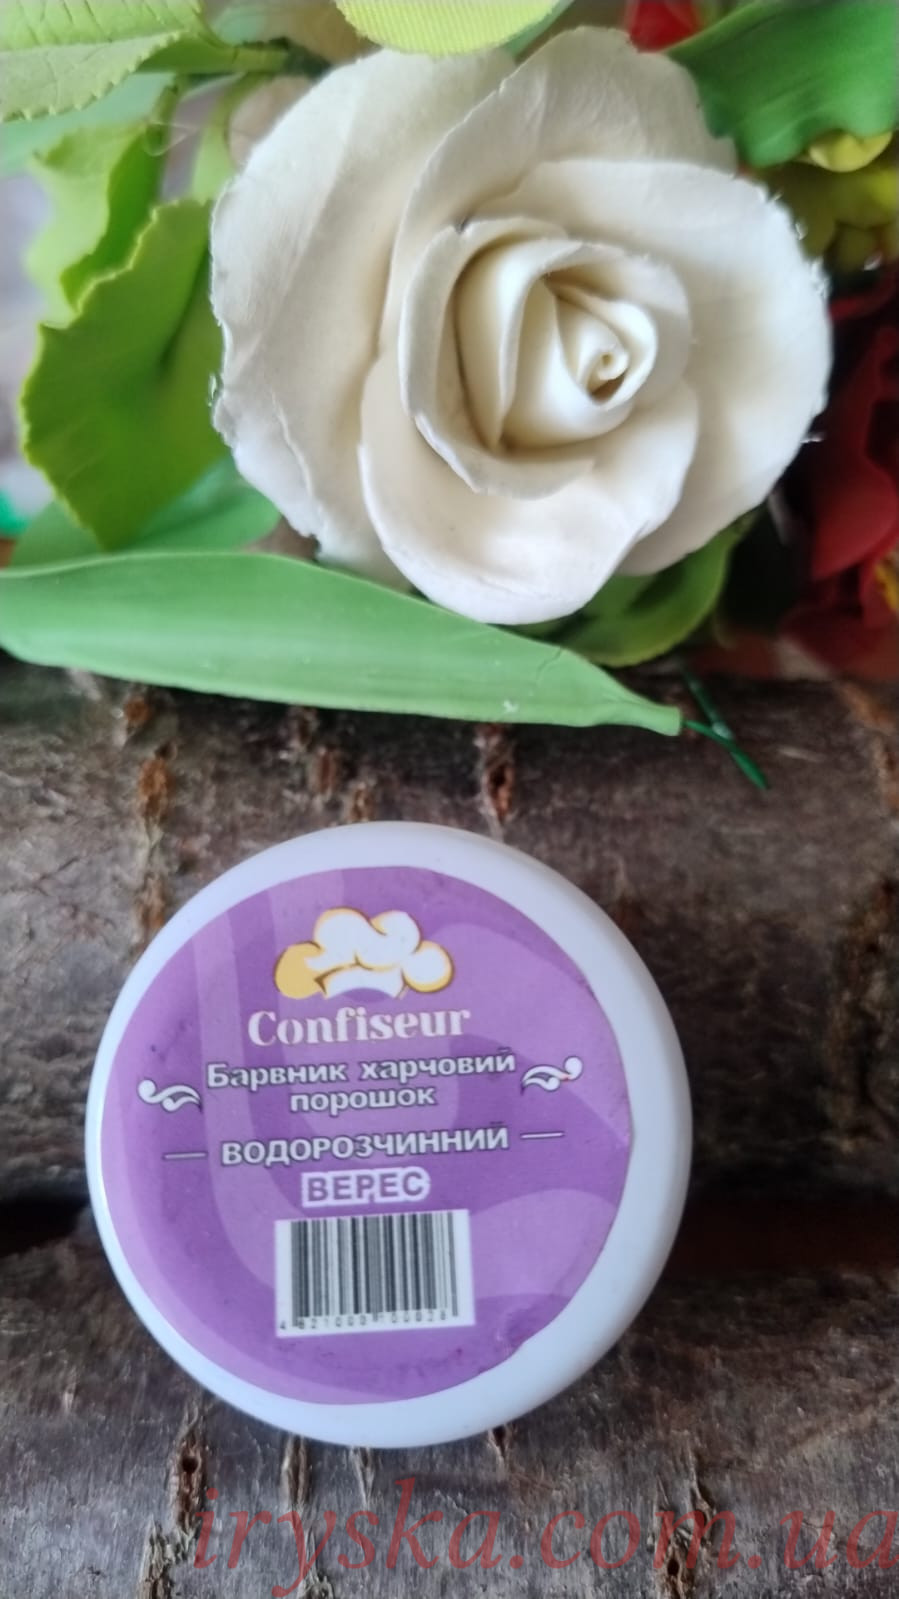 Confiseur
Барвник харчовий
порошок
— ВОДОРОЗЧИННИЙ —
ВЕРЕС
iryska.com.ua